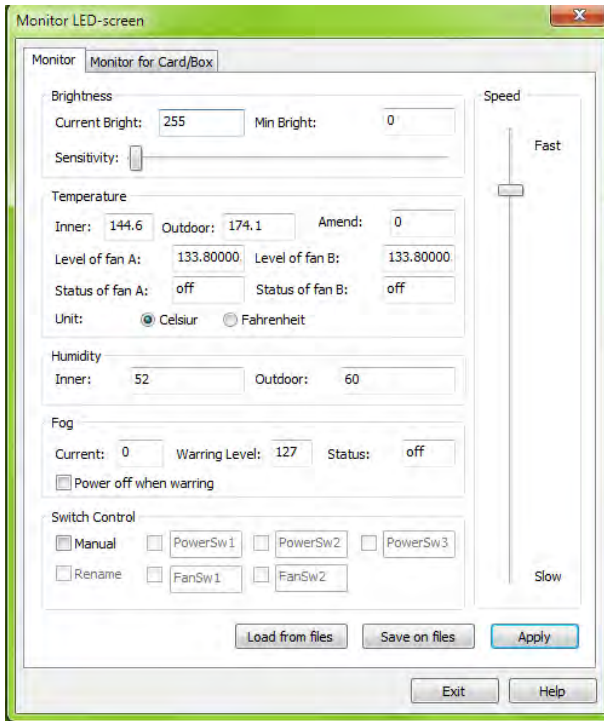 Monitor LED-screen
Monitor Monitor for Card/Box
Brightness
Speed
Current Bright: 255 Min Bright: 0
Fast
Sensitivity:
Temperature
Inner: 144.6 Outdoor: 174.1 Amend: 0
Level of fan A: 133.80000 Level of fan B: 133.80000
Status of fan A: off Status of fan B: off
Unit: Celsiur Fahrenheit
Humidity
Inner: 52 Outdoor: 60
Fog
Current: 0 Warring Level: 127 Status: off
Power off when warring
Switch Control
Manual PowerSw1 PowerSw2 PowerSw3
Rename FanSw1 FanSw2
Slow
Load from files Save on files Apply
Exit Help